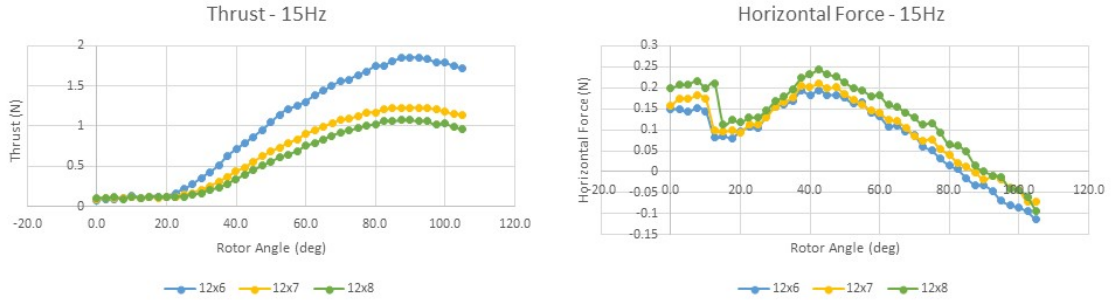 Thrust - 15Hz
2
1.5
1
0.5
0
Thrust (N)
-20.0 0.0 20.0 40.0 60.0 80.0 100.0 120.0
Rotor Angle (deg)
12x6 12x7 12x8
Horizontal Force - 15Hz
0.3
0.25
0.2
0.15
0.1
0.05
0
-0.05
-0.1
-0.15
Horizontal Force (N)
-20.0 0.0 20.0 40.0 60.0 80.0 100.0 120.0
Rotor Angle (deg)
12x6 12x7 12x8